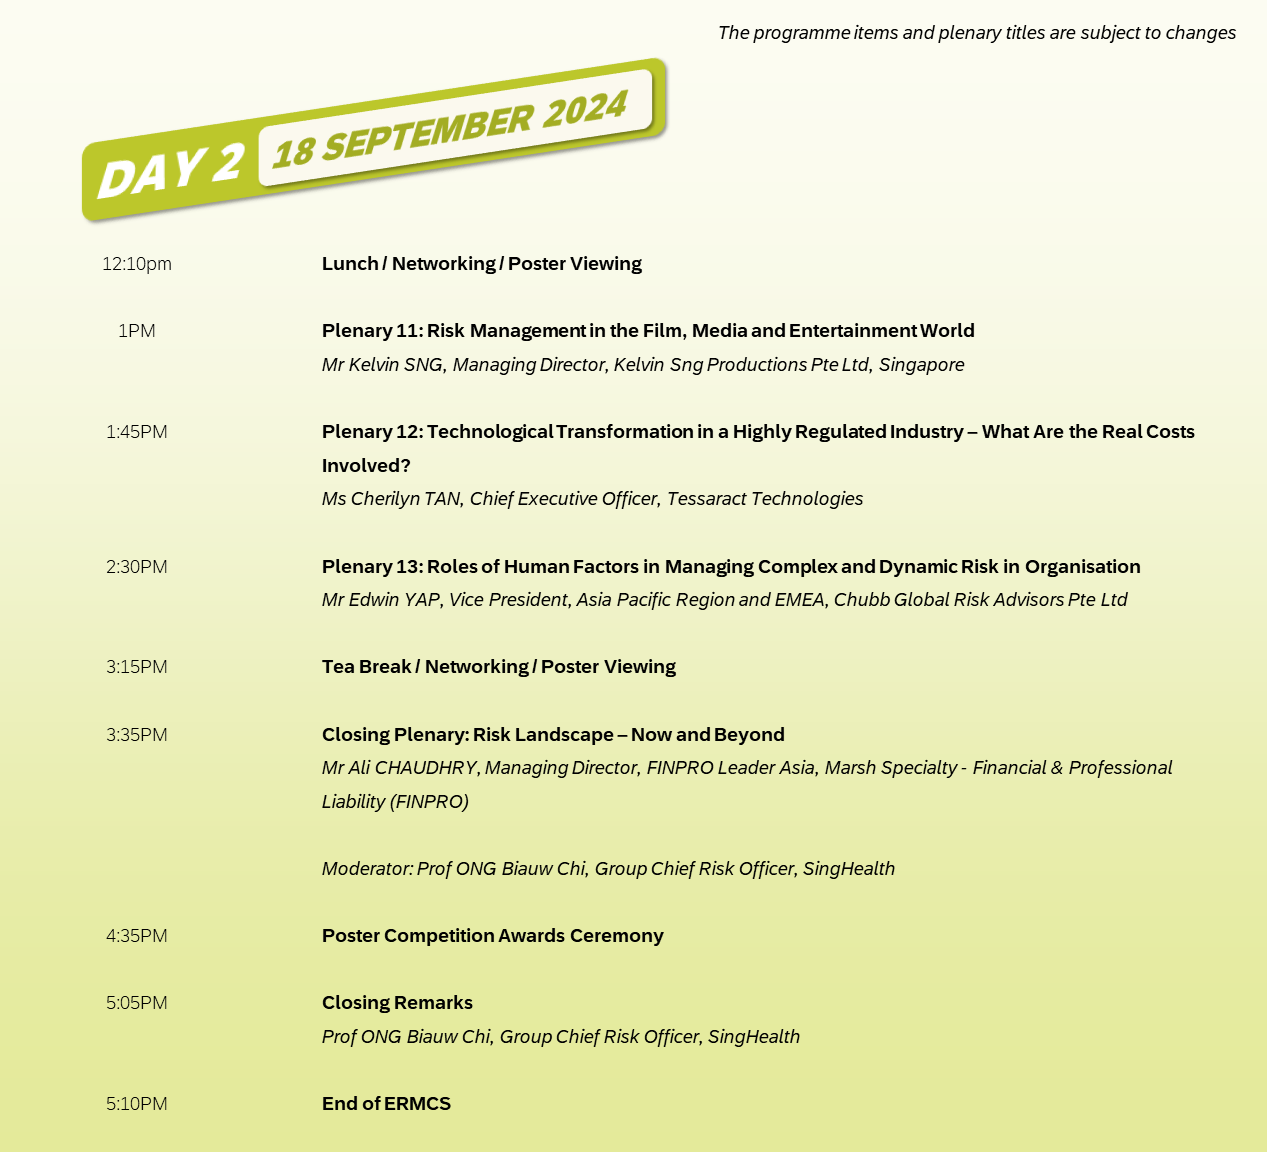 The programme items and plenary titles are subject to changes
DAY 2 18 SEPTEMBER 2024
12:10pm Lunch / Networking / Poster Viewing
1PM Plenary 11: Risk Management in the Film, Media and Entertainment World
Mr Kelvin SNG, Managing Director, Kelvin Sng Productions Pte Ltd, Singapore
1:45PM Plenary 12: Technological Transformation in a Highly Regulated Industry – What Are the Real Costs
Involved?
Ms Cherilyn TAN, Chief Executive Officer, Tessaract Technologies
2:30PM Plenary 13: Roles of Human Factors in Managing Complex and Dynamic Risk in Organisation
Mr Edwin YAP, Vice President, Asia Pacific Region and EMEA, Chubb Global Risk Advisors Pte Ltd
3:15PM Tea Break / Networking / Poster Viewing
3:35PM Closing Plenary: Risk Landscape – Now and Beyond
Mr Ali CHAUDHRY, Managing Director, FINPRO Leader Asia, Marsh Specialty - Financial & Professional
Liability (FINPRO)
Moderator: Prof ONG Biauw Chi, Group Chief Risk Officer, SingHealth
4:35PM Poster Competition Awards Ceremony
5:05PM Closing Remarks
Prof ONG Biauw Chi, Group Chief Risk Officer, SingHealth
5:10PM End of ERMCS